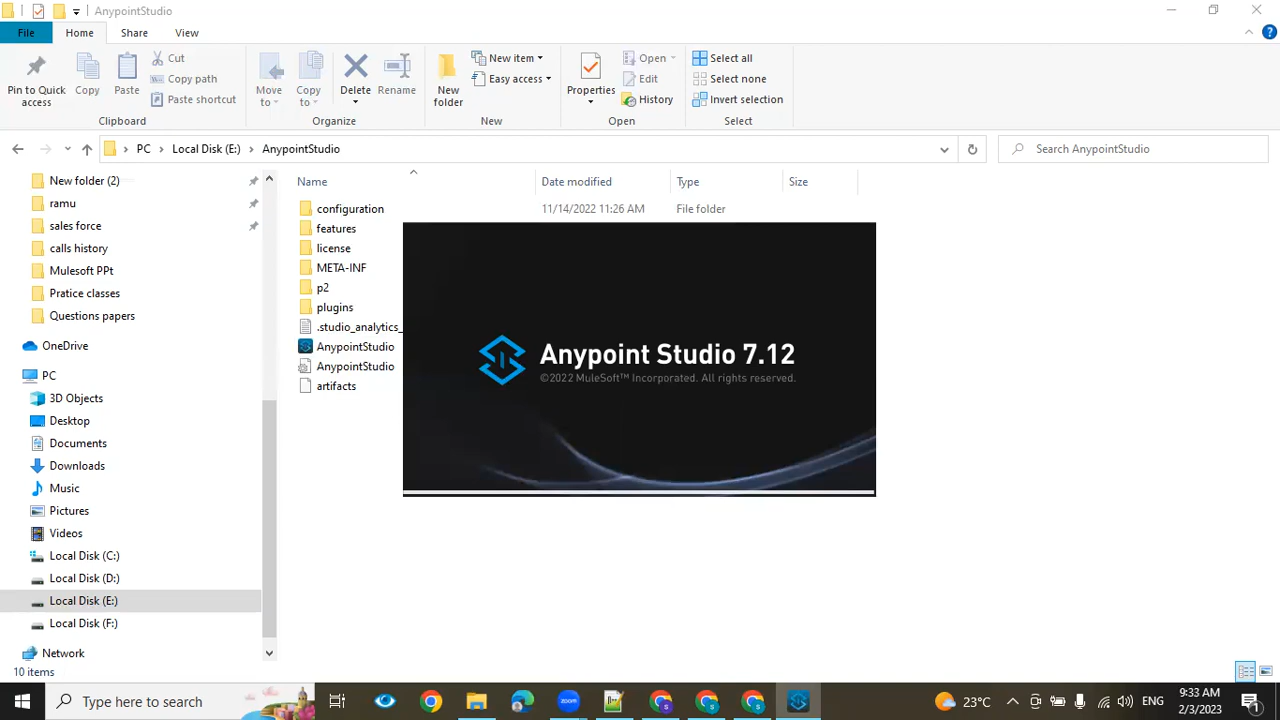 AnypointStudio
File Home Share View
Pin to Quick access
Copy
Paste
Cut
Copy path
Paste shortcut
Clipboard
Move to
Copy to
Delete
Rename
Organize
New folder
New item
Easy access
New
Properties
Open
Edit
History
Open
Select all
Select none
Invert selection
Select
PC > Local Disk (E:) > AnypointStudio
Search AnypointStudio
New folder (2)
ramu
sales force
calls history
Mulesoft PPt
Pratice classes
Questions papers
OneDrive
PC
3D Objects
Desktop
Documents
Downloads
Music
Pictures
Videos
Local Disk (C:)
Local Disk (D:)
Local Disk (E:)
Local Disk (F:)
Network
Name Date modified Type Size
configuration 11/14/2022 11:26 AM File folder
features
license
META-INF
p2
plugins
.studio_analytics_
AnypointStudio
AnypointStudio
artifacts
Anypoint Studio 7.12
©2022 MuleSoft™ Incorporated. All rights reserved.
10 items
Type here to search
zoom
23°C
ENG
9:33 AM
2/3/2023
1